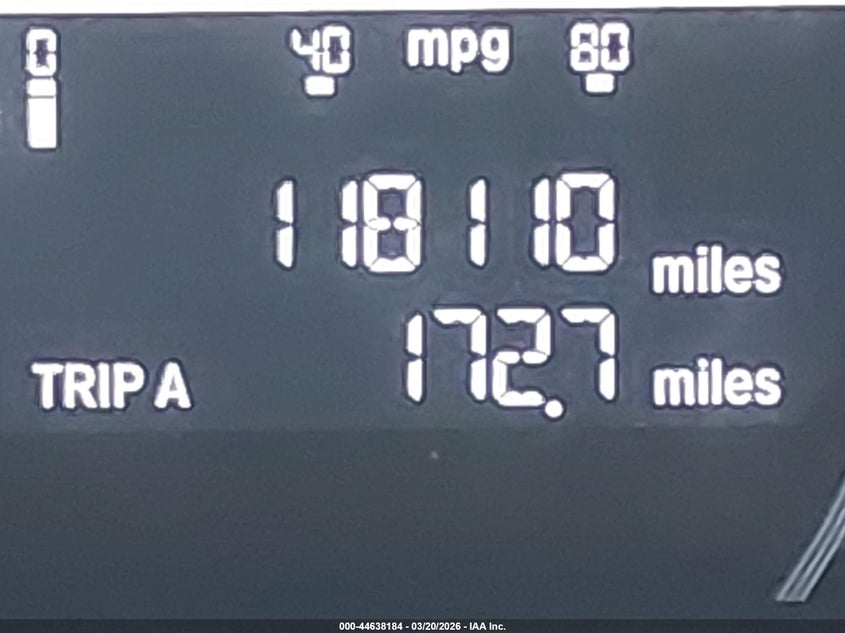 0 40 mpg 80
118110 miles
TRIP A 172.7 miles
000-44638184 - 03/20/2026 - IAA Inc.